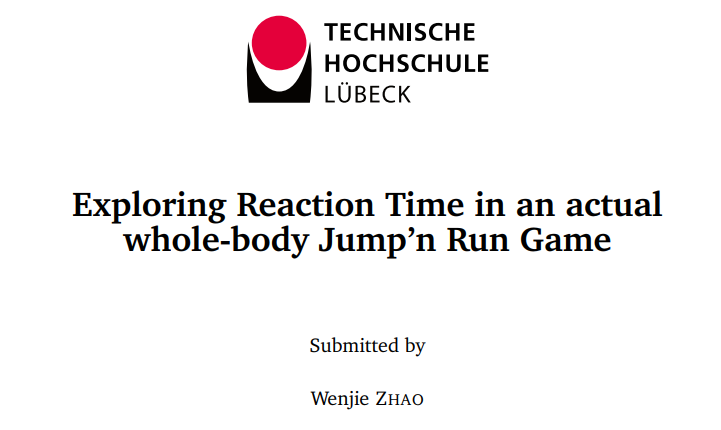 TECHNISCHE
HOCHSCHULE
LÜBECK
Exploring Reaction Time in an actual
whole-body Jump’n Run Game
Submitted by
Wenjie ZHAO